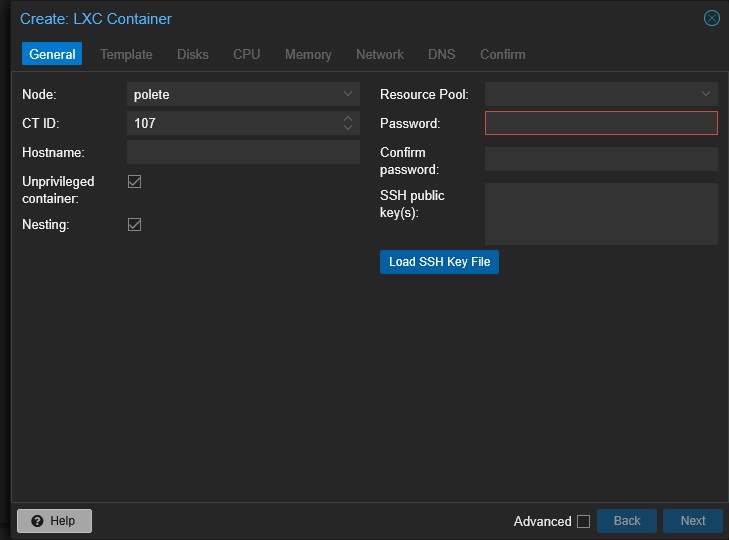 Create: LXC Container
General Template Disks CPU Memory Network DNS Confirm
Node: polete
CT ID: 107
Hostname:
Unprivileged
container:
Nesting:
Resource Pool:
Password:
Confirm
password:
SSH public
key(s):
Load SSH Key File
Help
Advanced
Back
Next